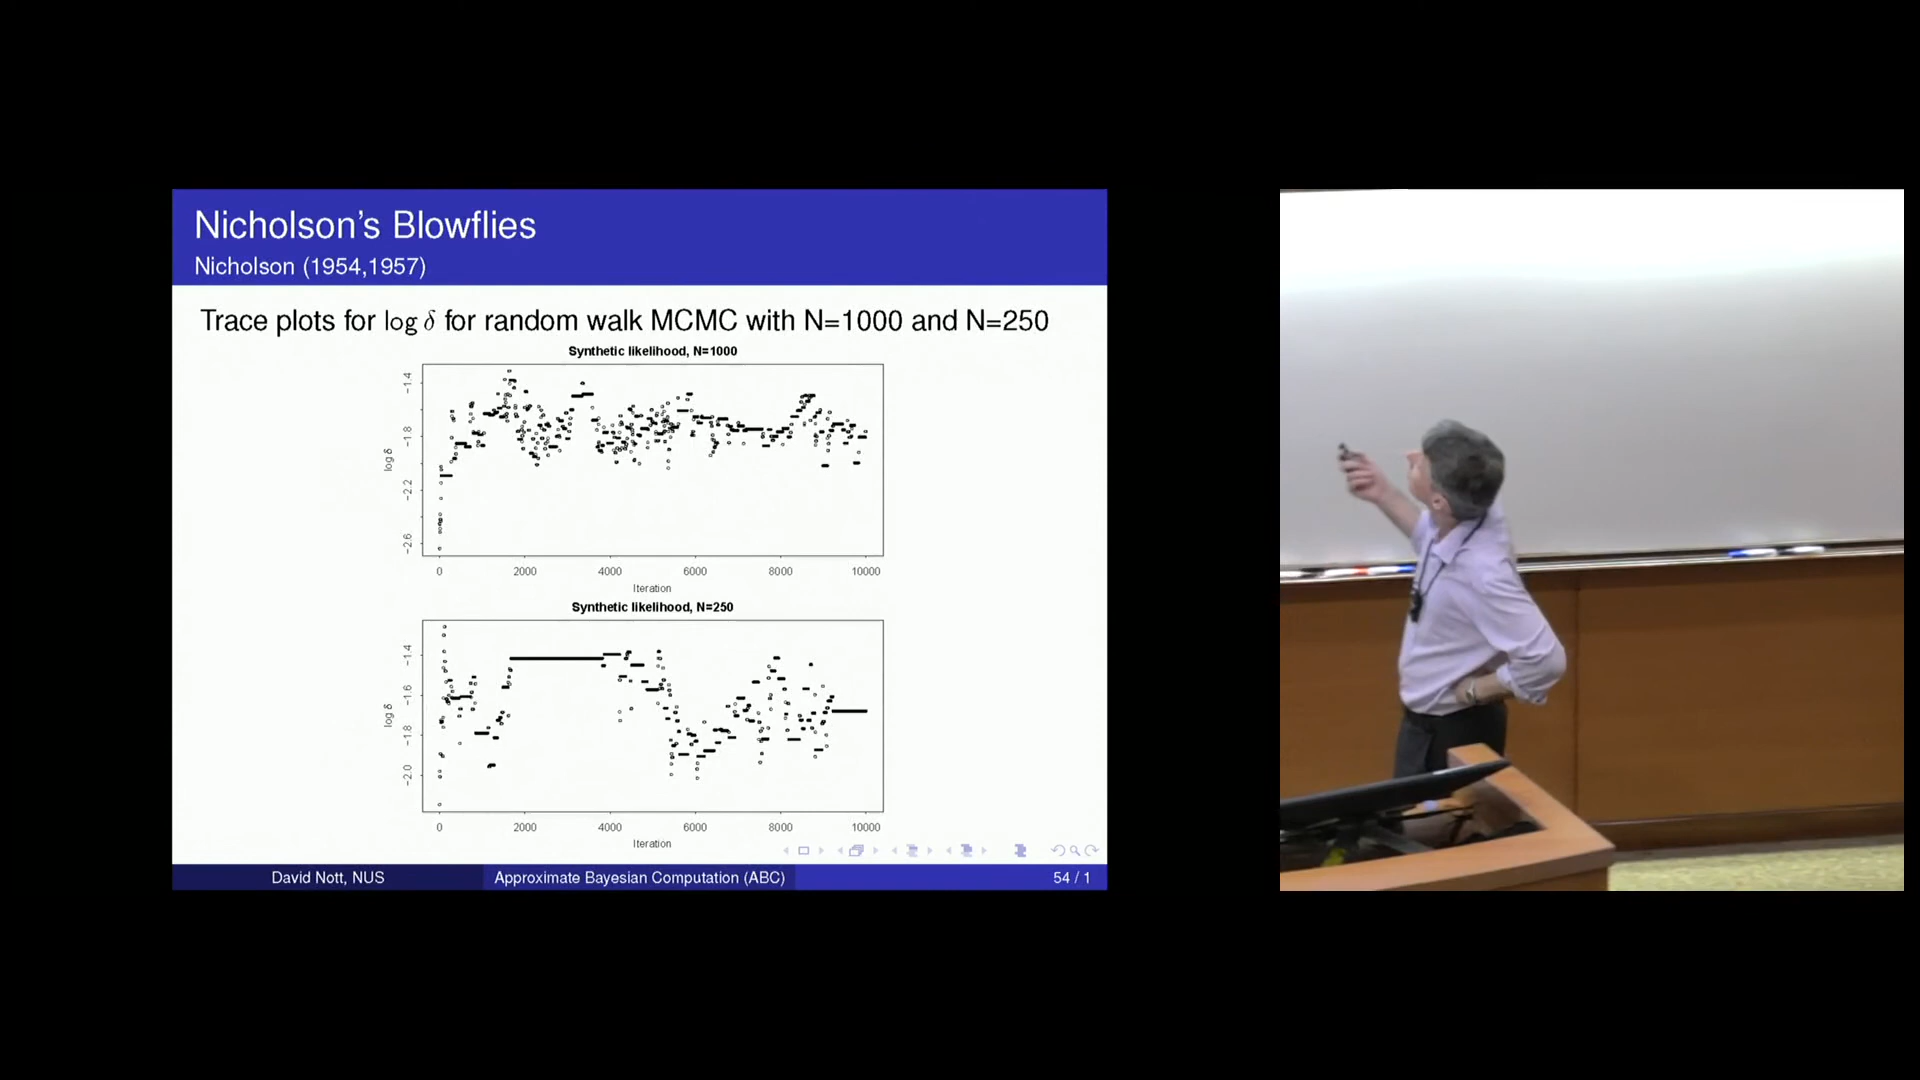 Nicholson's Blowflies
Nicholson (1954,1957)
Trace plots for log δ for random walk MCMC with N=1000 and N=250
Synthetic likelihood, N=1000
log δ
-1.4
-1.8
-2.2
-2.6
0 2000 4000 6000 8000 10000
Iteration
Synthetic likelihood, N=250
log δ
-1.4
-1.6
-1.8
-2.0
0 2000 4000 6000 8000 10000
Iteration
David Nott, NUS Approximate Bayesian Computation (ABC) 54 / 1